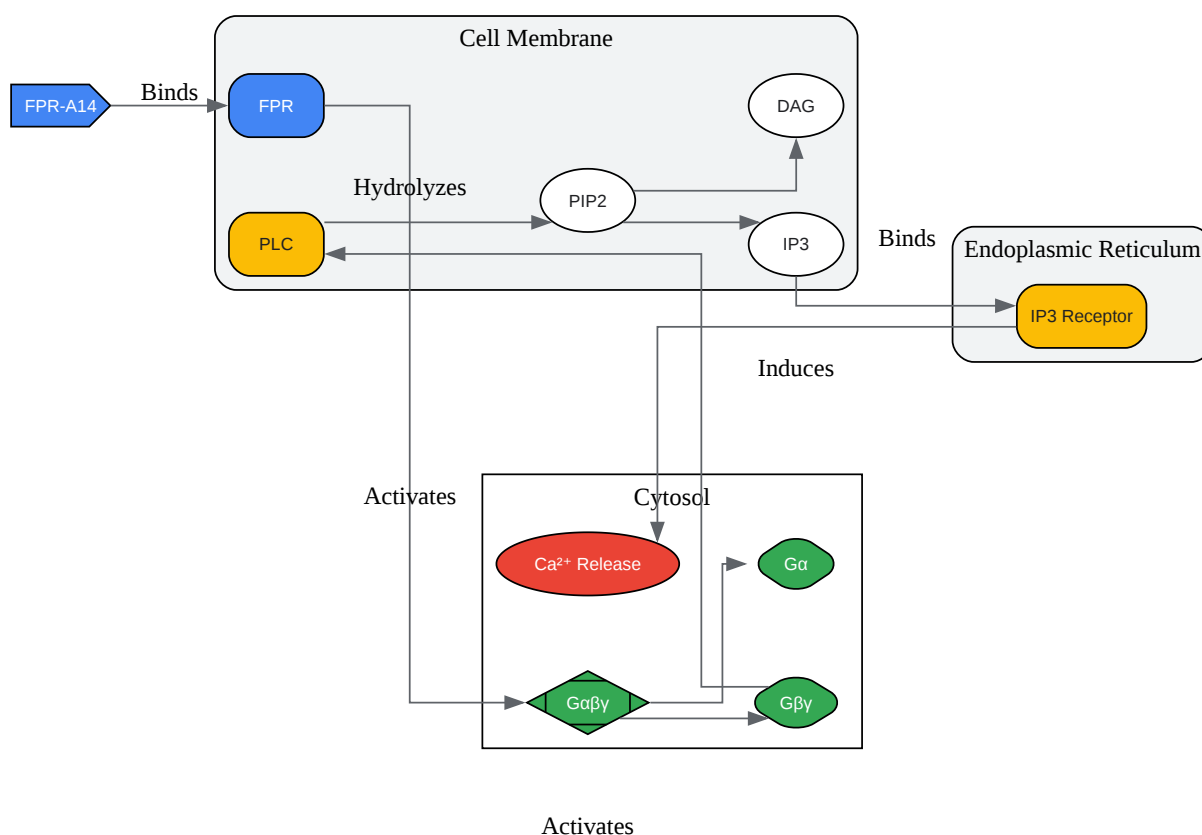 Cell Membrane
FPR-A14
Binds
FPR
DAG
Hydrolyzes
PIP2
PLC
IP3
Binds
Endoplasmic Reticulum
IP3 Receptor
Induces
Activates
Cytosol
Ca²⁺ Release
Gα
Gαβγ
Gβγ
Activates